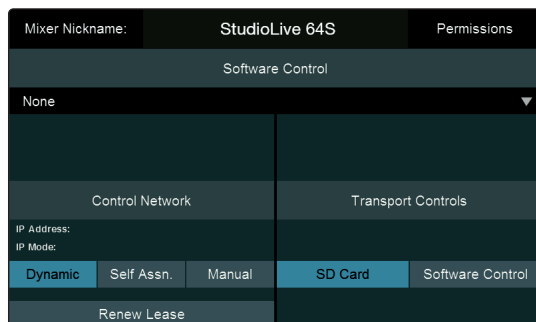 Mixer Nickname: StudioLive 64S Permissions
Software Control
None
Control Network Transport Controls
IP Address:
IP Mode:
Dynamic Self Assn. Manual SD Card Software Control
Renew Lease